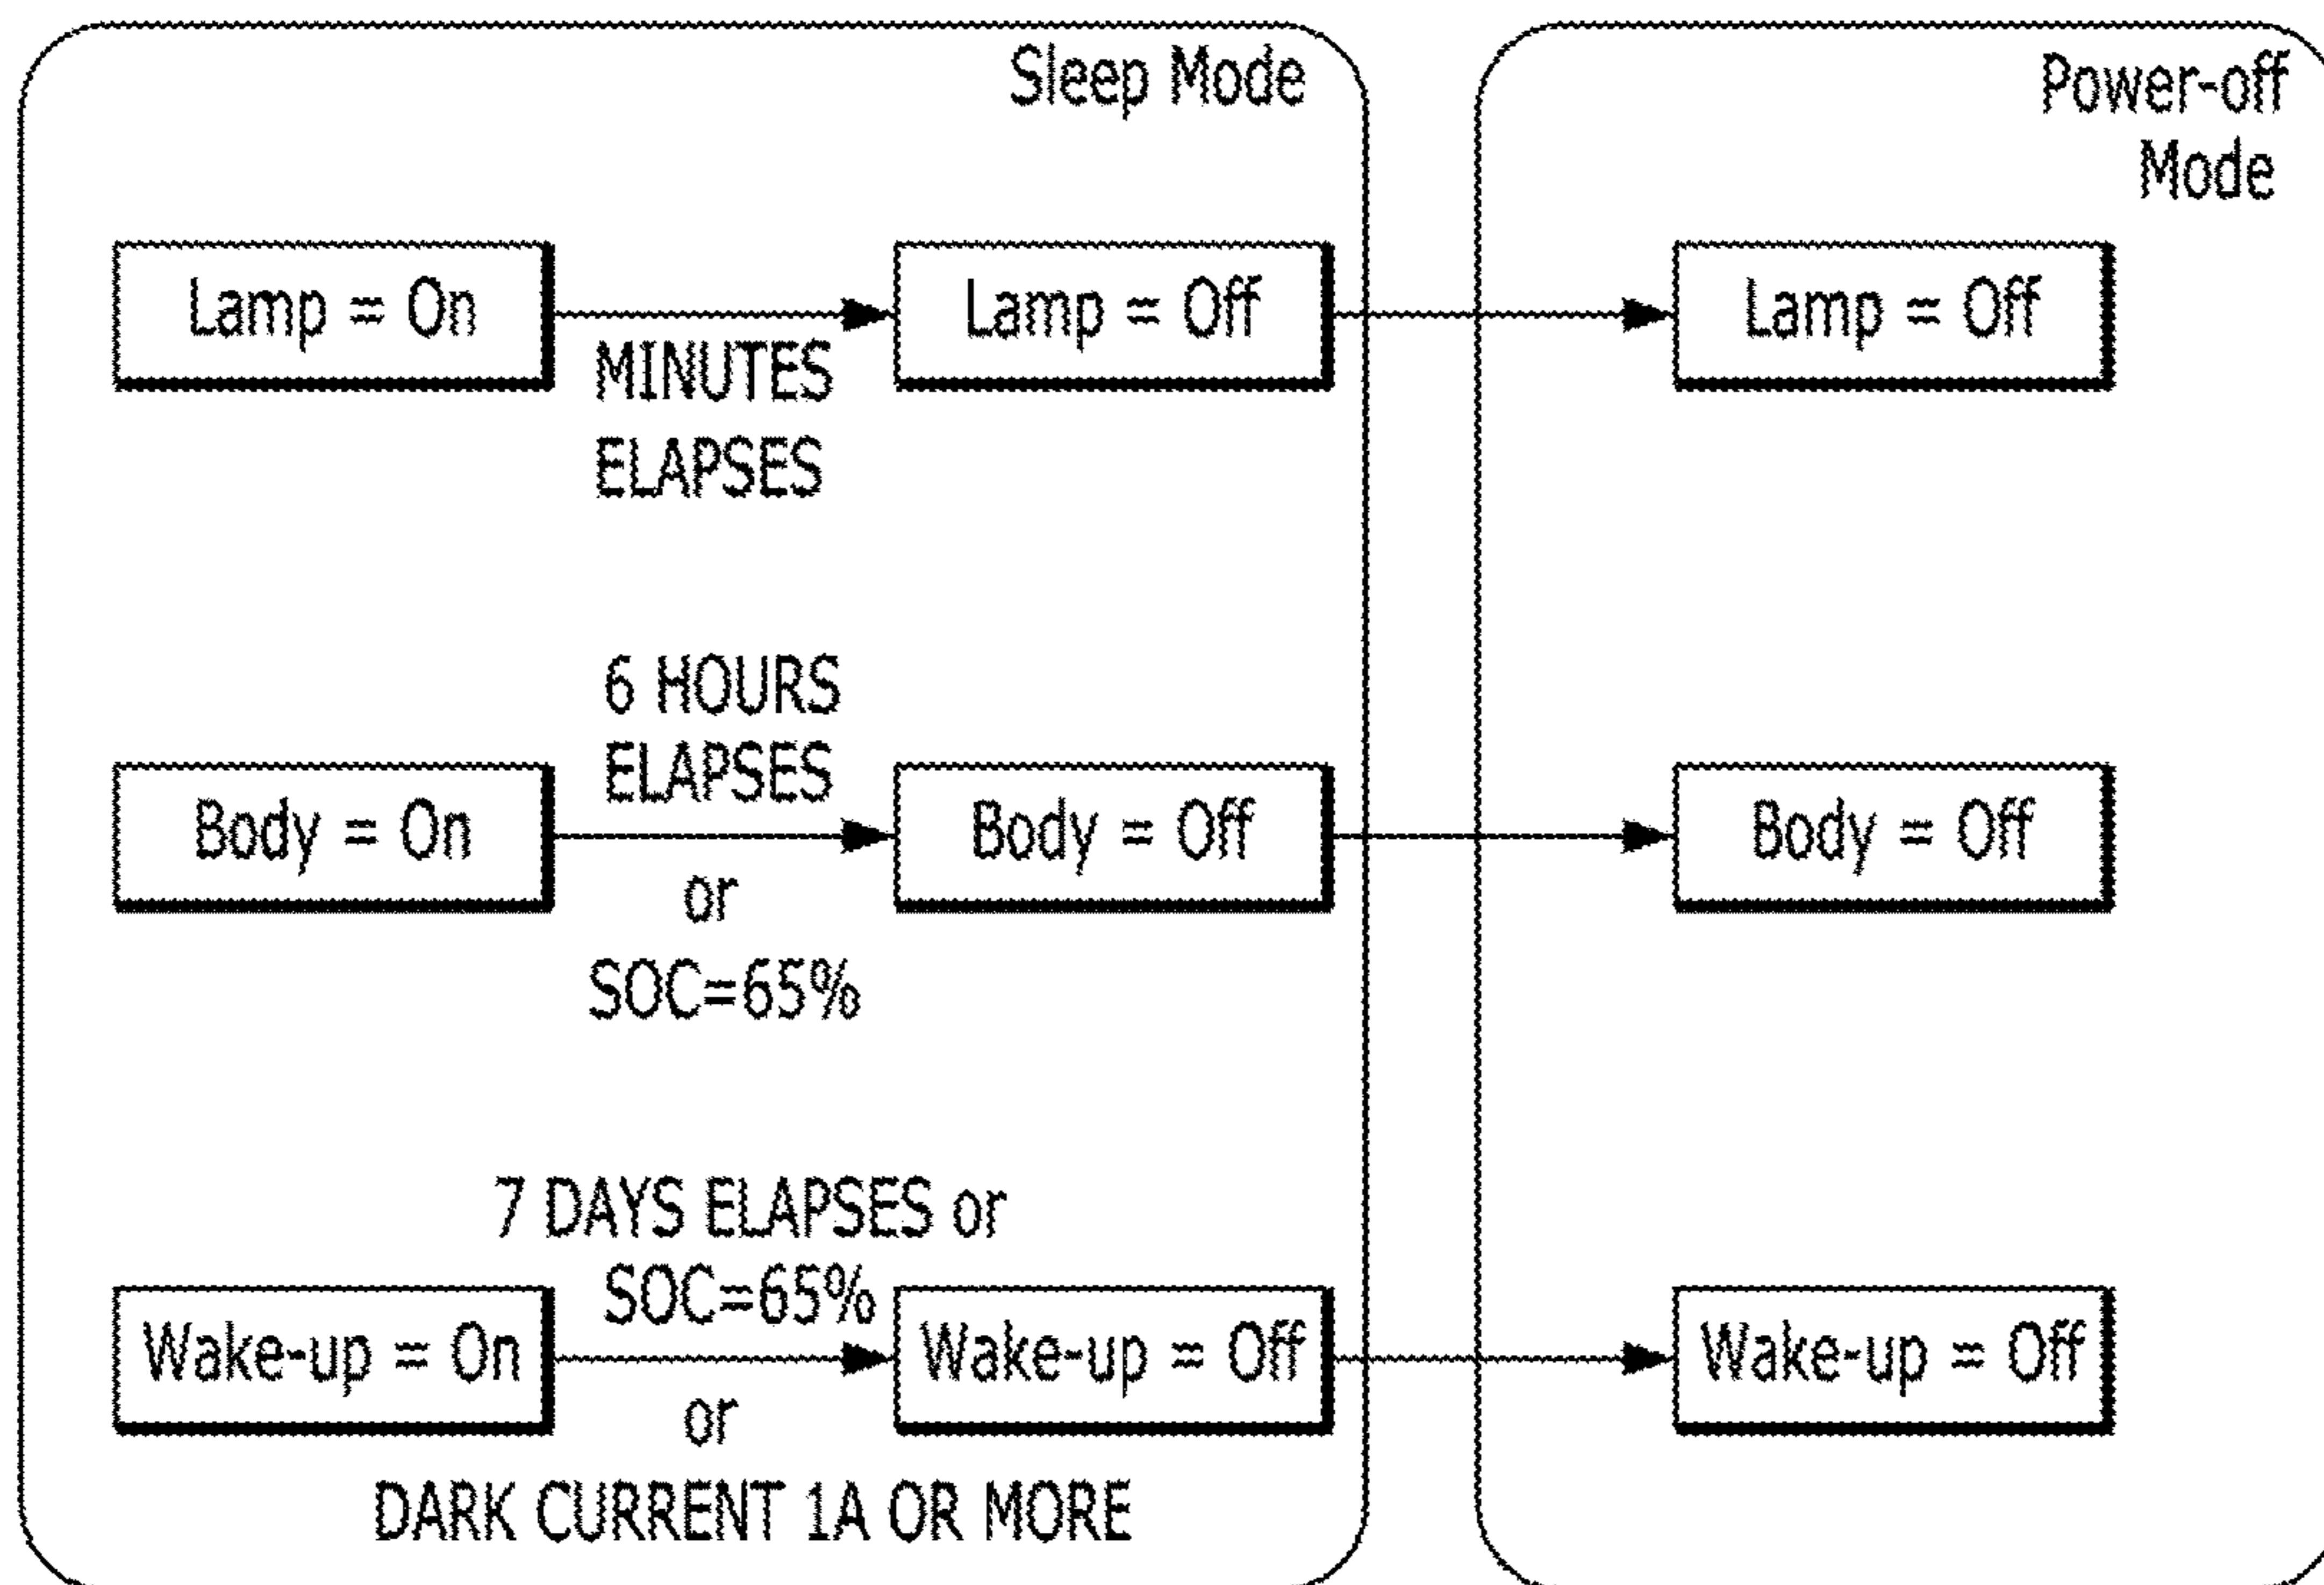 Sleep Mode
Power-off
Mode
Lamp = On
MINUTES
ELAPSES
Lamp = Off
Lamp = Off
6 HOURS
ELAPSES
Body = On
or
SOC=65%
Body = Off
Body = Off
7 DAYS ELAPSES or
SOC=65%
Wake-up = On
or
DARK CURRENT 1A OR MORE
Wake-up = Off
Wake-up = Off